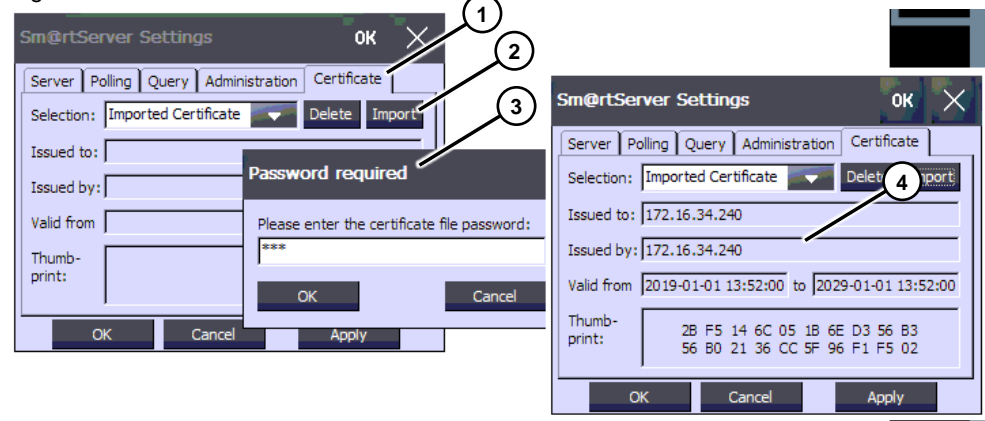 1
Sm@rtServer Settings OK
2
Server Polling Query Administration Certificate
Selection: Imported Certificate Delete Import
3
Issued to:
Password required
Issued by:
Valid from
Please enter the certificate file password:
***
Thumb-
print:
OK Cancel
OK Cancel Apply
Sm@rtServer Settings OK
Server Polling Query Administration Certificate
Selection: Imported Certificate
4
Issued to: 172.16.34.240
Issued by: 172.16.34.240
Valid from 2019-01-01 13:52:00 to 2029-01-01 13:52:00
Thumb-
print:
2B F5 14 6C 05 1B 6E D3 56 B3
56 B0 21 36 CC 5F 96 F1 F5 02
OK Cancel Apply